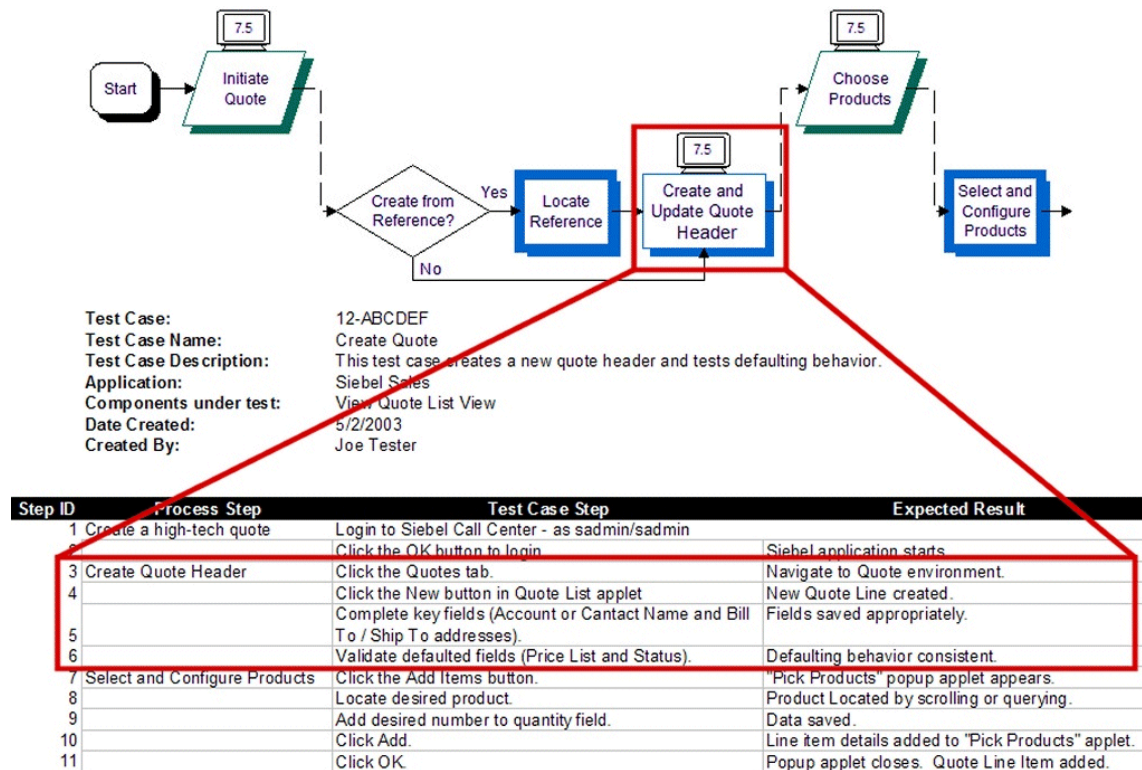 7.5
7.5
Start
Initiate
Quote
Choose
Products
7.5
Create from
Reference?
Yes
No
Locate
Reference
Create and
Update Quote
Header
Select and
Configure
Products
Test Case: 12-ABCDEF
Test Case Name: Create Quote
Test Case Description: This test case creates a new quote header and tests defaulting behavior.
Application: Siebel Sales
Components under test: View Quote List View
Date Created: 5/2/2003
Created By: Joe Tester
Step ID Process Step Test Case Step Expected Result
1 Create a high-tech quote Login to Siebel Call Center - as sadmin/sadmin
2 Click the OK button to login Siebel application starts
3 Create Quote Header Click the Quotes tab. Navigate to Quote environment.
4 Click the New button in Quote List applet New Quote Line created.
Complete key fields (Account or Cantact Name and Bill Fields saved appropriately.
5 To / Ship To addresses).
6 Validate defaulted fields (Price List and Status). Defaulting behavior consistent.
7 Select and Configure Products Click the Add Items button. "Pick Products" popup applet appears.
8 Locate desired product. Product Located by scrolling or querying.
9 Add desired number to quantity field. Data saved.
10 Click Add. Line item details added to "Pick Products" applet.
11 Click OK. Popup applet closes. Quote Line Item added.